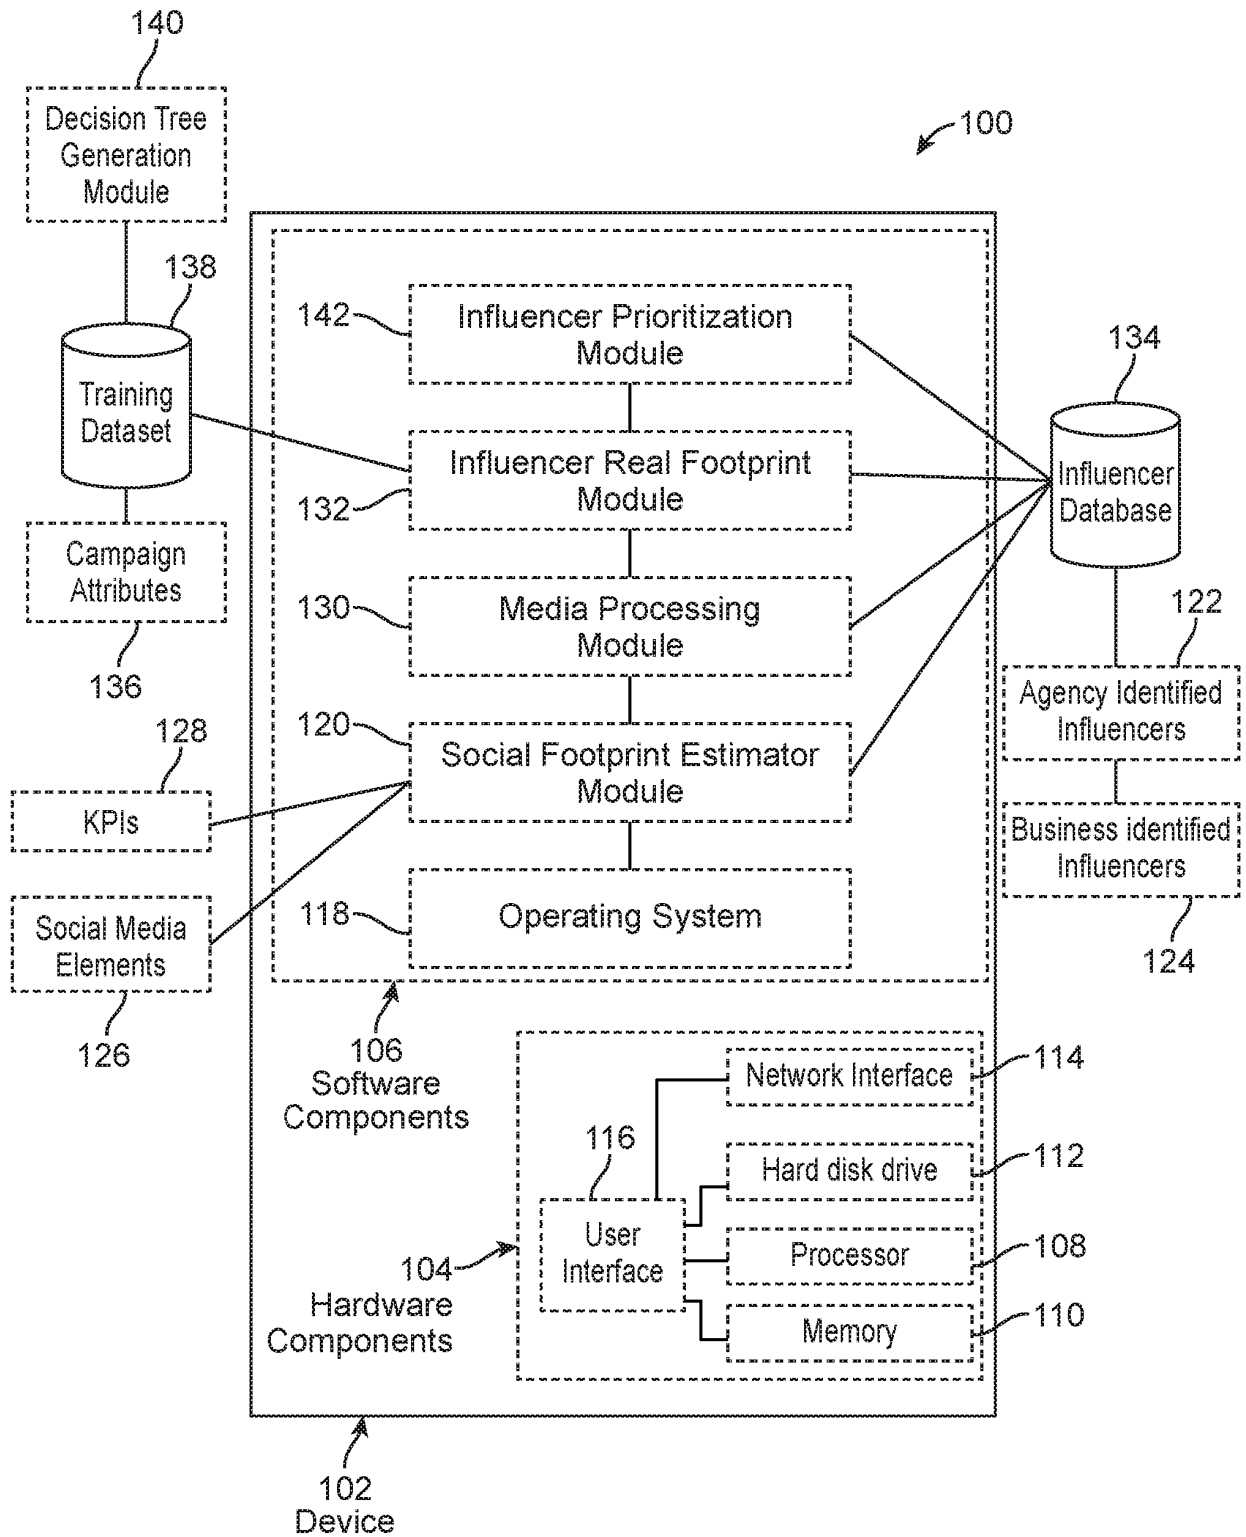 140
Decision Tree
Generation
Module
100
138
Training
Dataset
Campaign
Attributes
136
142
Influencer Prioritization
Module
132
Influencer Real Footprint
Module
130
Media Processing
Module
120
Social Footprint Estimator
Module
118
Operating System
134
Influencer
Database
122
Agency Identified
Influencers
Business identified
Influencers
124
128
KPIs
Social Media
Elements
126
106
Software
Components
114
Network Interface
116
112
Hard disk drive
User
Interface
108
Processor
104
Hardware
Components
110
Memory
102
Device